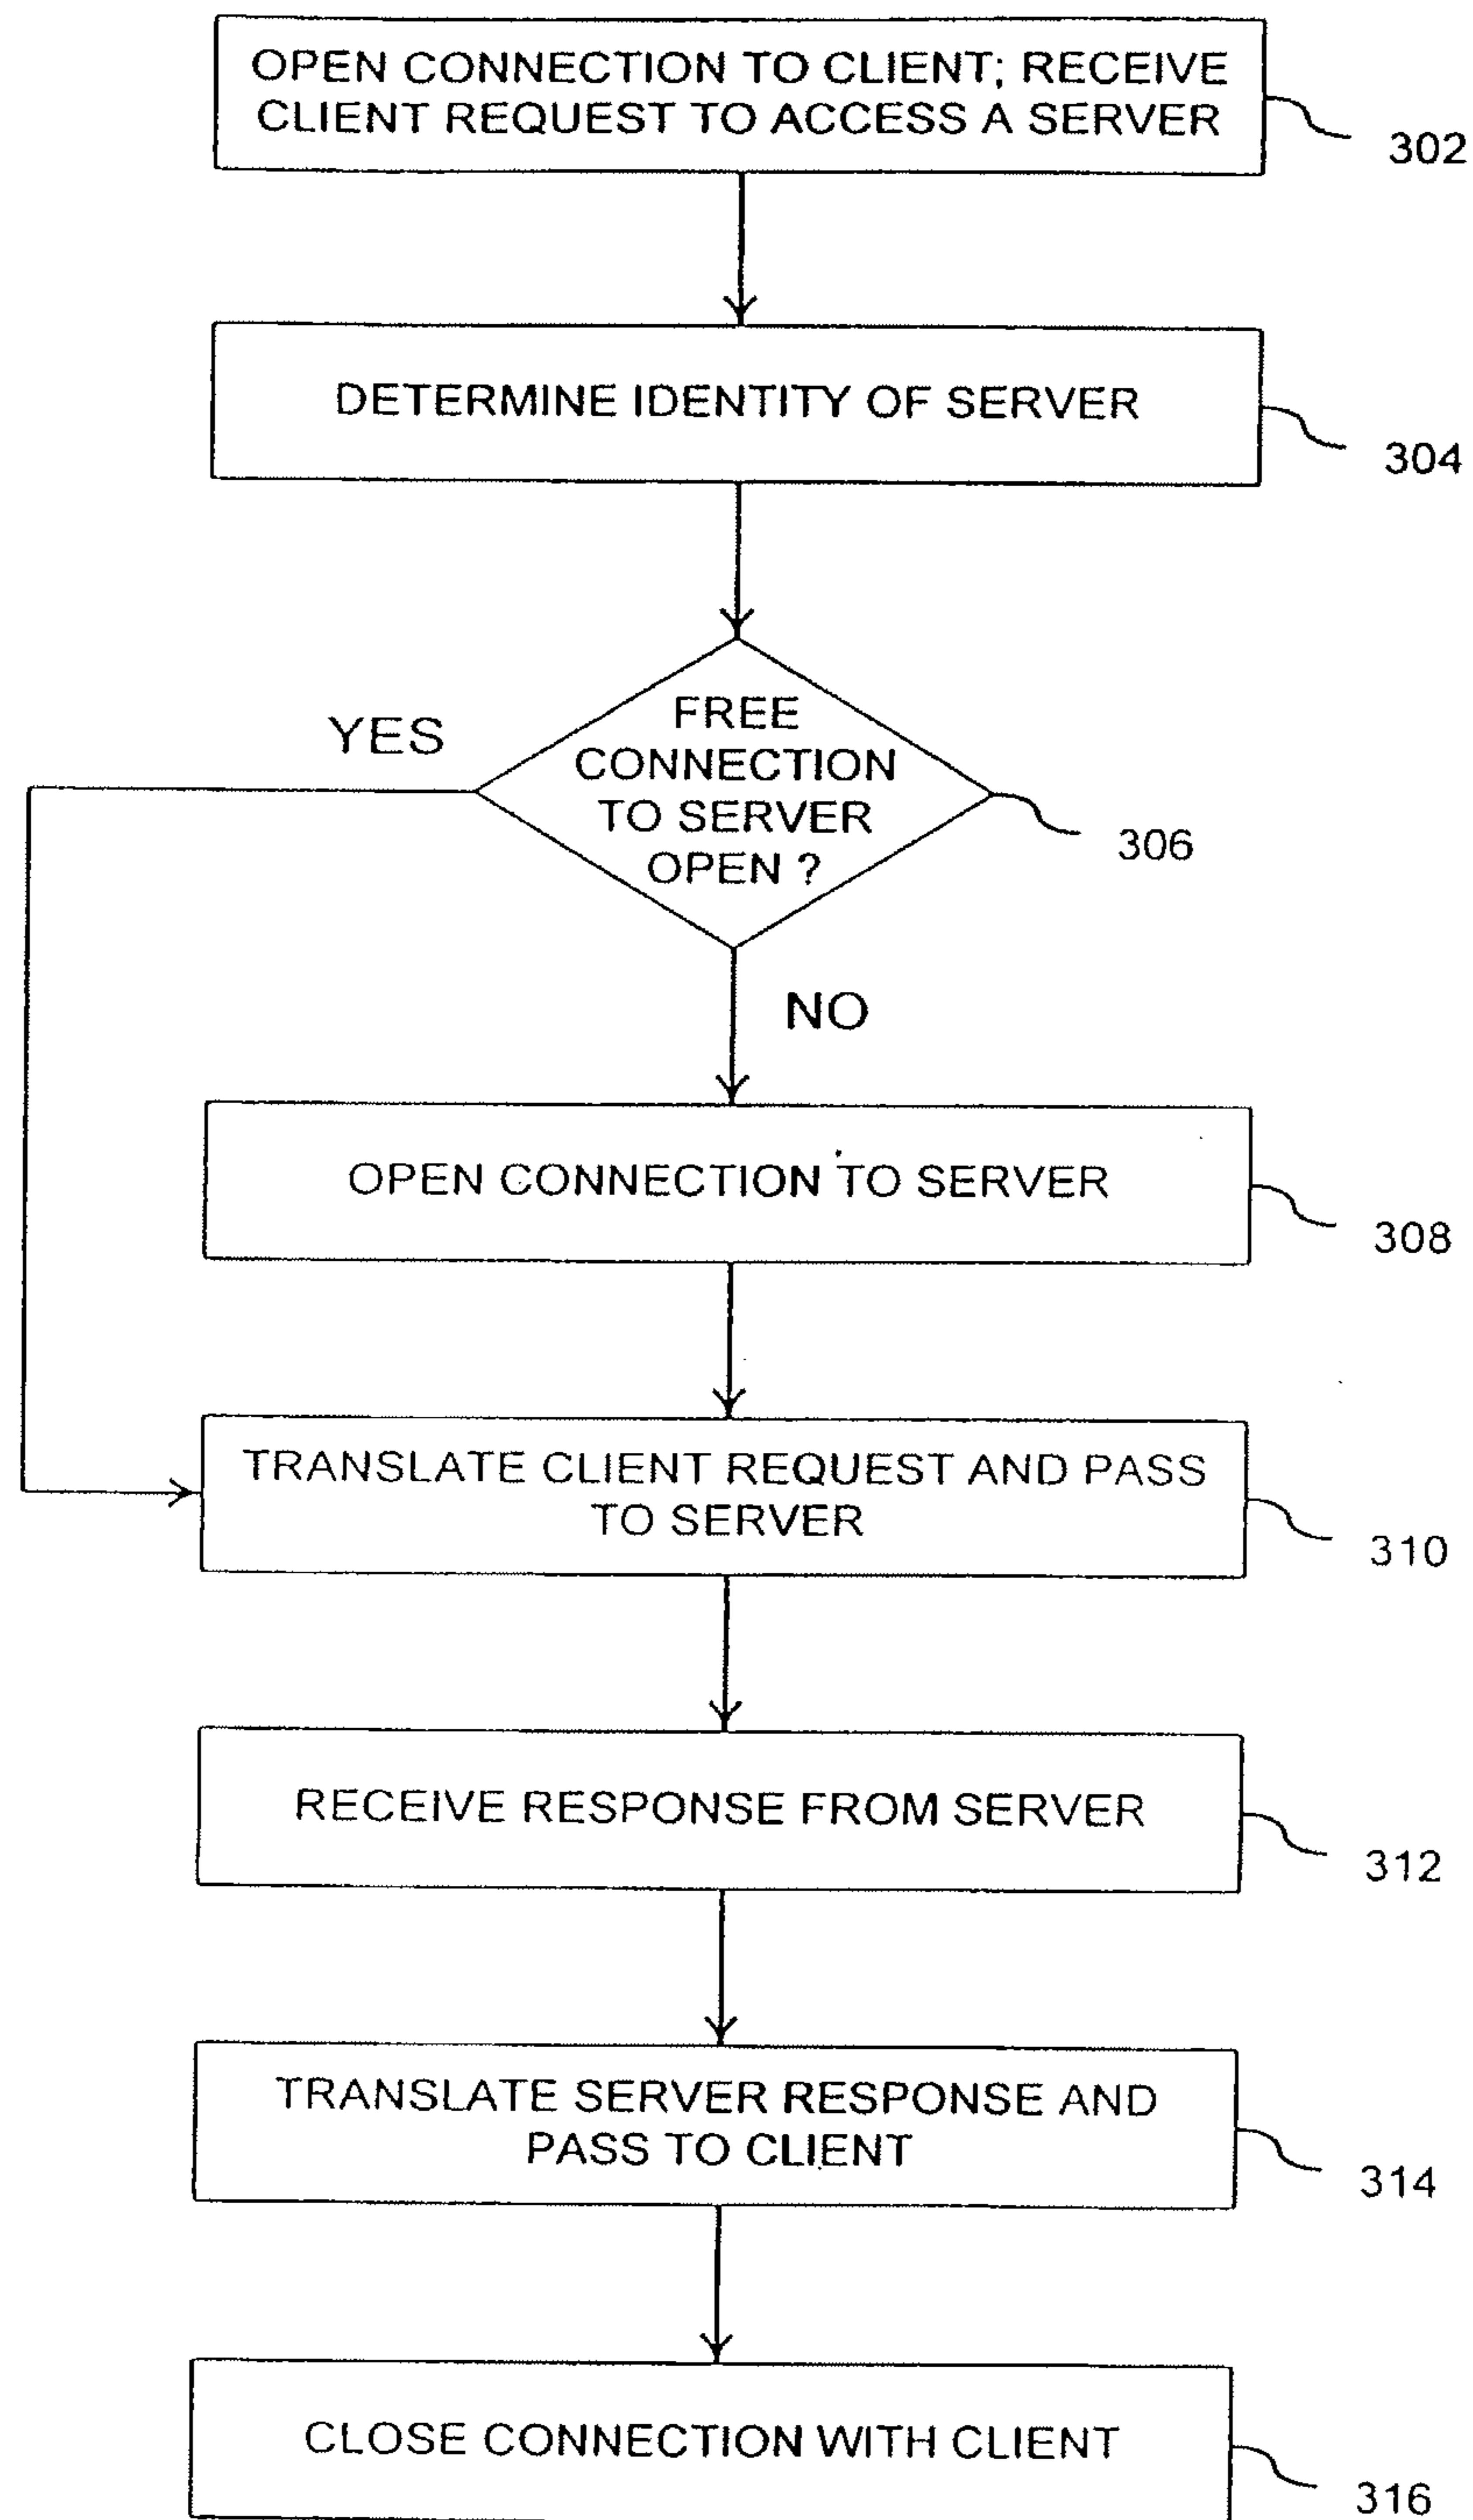 OPEN CONNECTION TO CLIENT; RECEIVE
CLIENT REQUEST TO ACCESS A SERVER
302
DETERMINE IDENTITY OF SERVER
304
YES
FREE
CONNECTION
TO SERVER
OPEN ?
306
NO
OPEN CONNECTION TO SERVER
308
TRANSLATE CLIENT REQUEST AND PASS
TO SERVER
310
RECEIVE RESPONSE FROM SERVER
312
TRANSLATE SERVER RESPONSE AND
PASS TO CLIENT
314
CLOSE CONNECTION WITH CLIENT
316